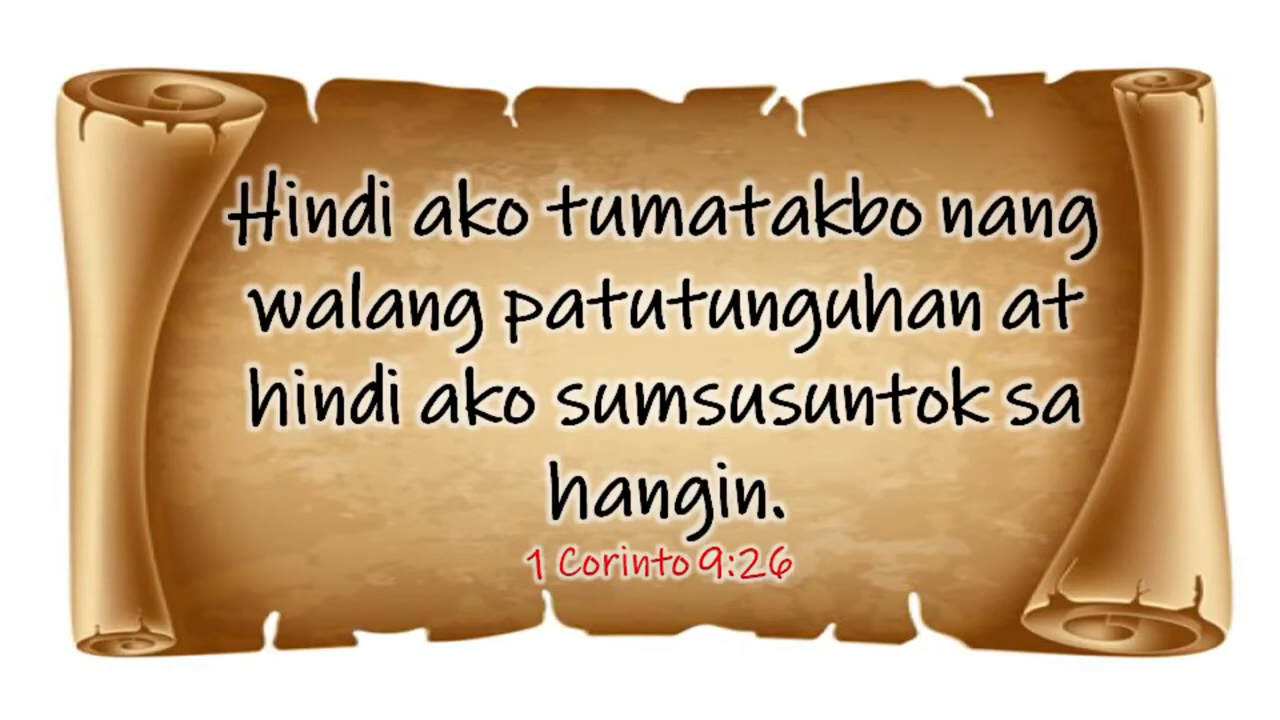 Hindi ako tumatakbo nang
walang patutunguhan at
hindi ako sumsusuntok sa
hangin.
1 Corinto 9:26